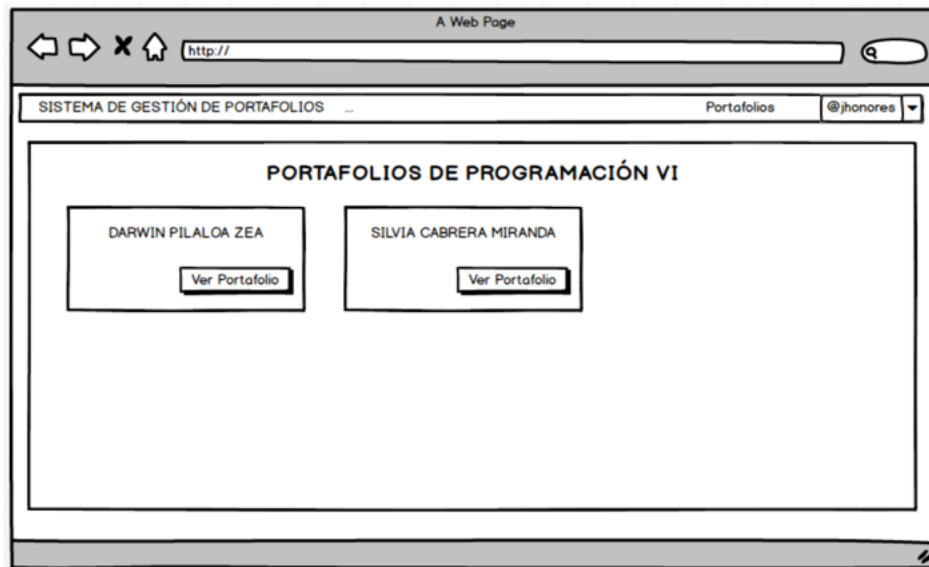 A Web Page
http://
SISTEMA DE GESTIÓN DE PORTAFOLIOS ... Portafolios @jhonores
PORTAFOLIOS DE PROGRAMACIÓN VI
DARWIN PILALOA ZEA SILVIA CABRERA MIRANDA
Ver Portafolio Ver Portafolio